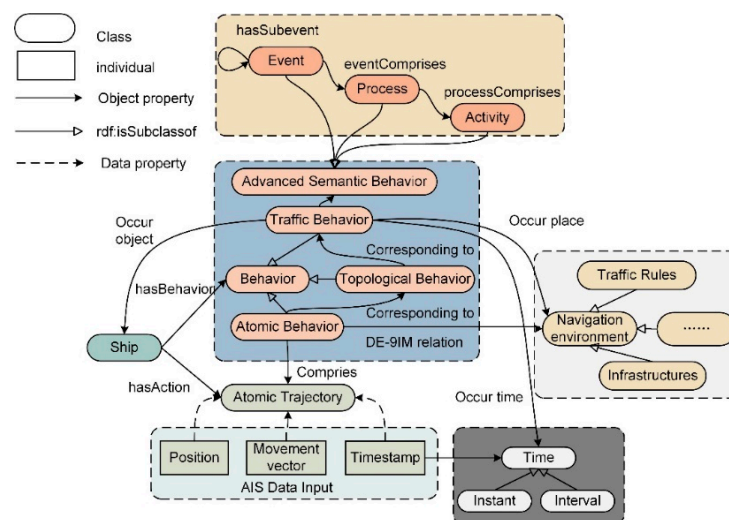 Class
individual
Object property
rdf:isSubclassof
Data property
hasSubevent
Event
eventComprises
Process
processComprises
Activity
Advanced Semantic Behavior
Occur
object
Traffic Behavior
Occur place
Corresponding to
hasBehavior
Behavior
Topological Behavior
Traffic Rules
Navigation
environment
......
Infrastructures
Atomic Behavior
Corresponding to
DE-9IM relation
Ship
Compries
hasAction
Atomic Trajectory
Occur time
Position
Movement
vector
Timestamp
AIS Data Input
Time
Instant
Interval